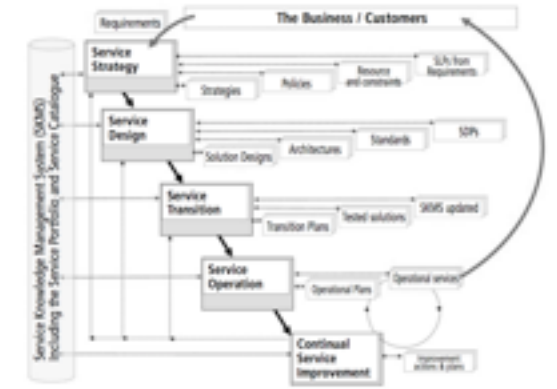 Requirements
The Business / Customers
Service
Strategy
SLPs from
Requirements
Resource
and constraints
Policies
Strategies
Service
Design
SDPs
Standards
Architectures
Solution Designs
Service
Transition
SKMS updated
Tested solutions
Transition Plans
Service
Operation
Operational services
Operational Plans
Continual
Service
Improvement
Improvement
actions & plans
Service Knowledge Management System (SKMS)
Including the Service Portfolio and Service Catalogue